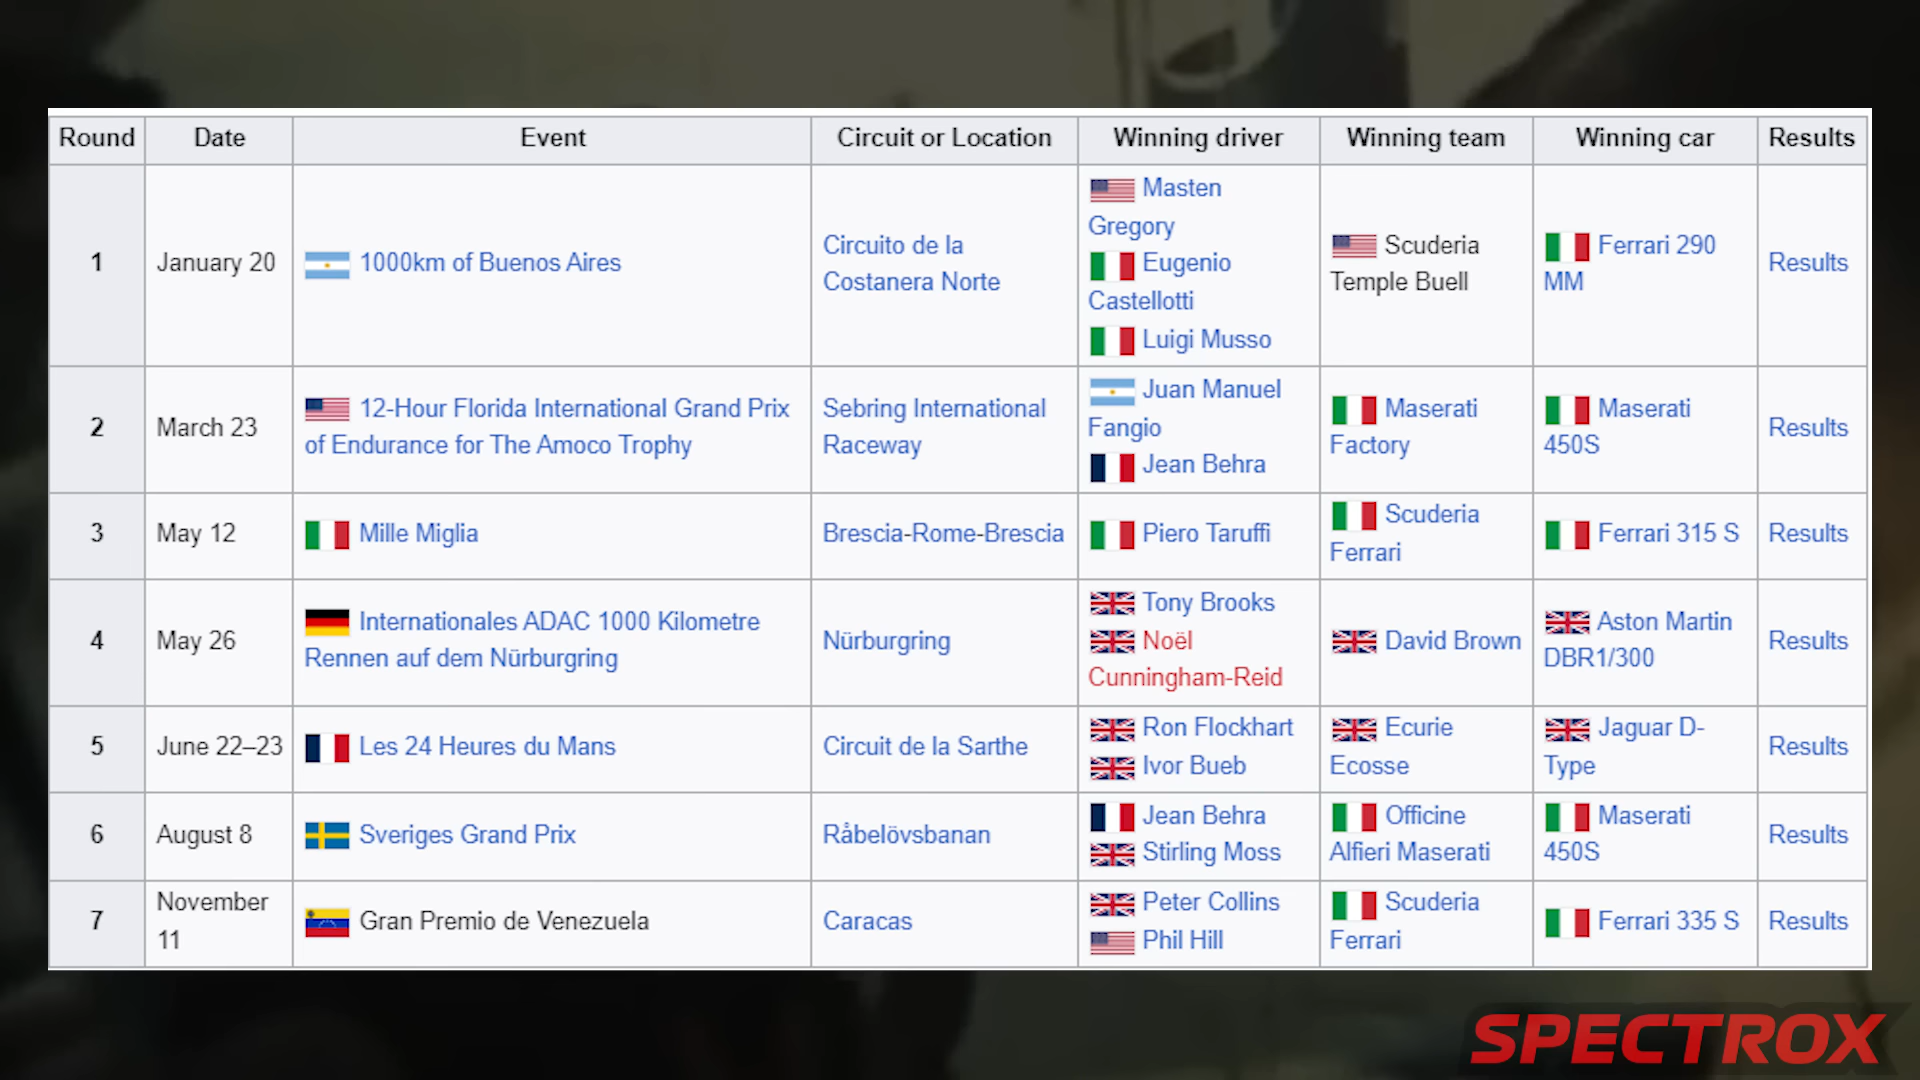 Round Date Event Circuit or Location Winning driver Winning team Winning car Results
1
January 20
1000km of Buenos Aires
Circuito de la
Costanera Norte
Masten
Gregory
Eugenio
Castellotti
Luigi Musso
Scuderia
Temple Buell
Ferrari 290
MM
Results
2
March 23
12-Hour Florida International Grand Prix
of Endurance for The Amoco Trophy
Sebring International
Raceway
Juan Manuel
Fangio
Jean Behra
Maserati
Factory
Maserati
450S
Results
3
May 12
Mille Miglia
Brescia-Rome-Brescia
Piero Taruffi
Scuderia
Ferrari
Ferrari 315 S
Results
4
May 26
Internationales ADAC 1000 Kilometre
Rennen auf dem Nürburgring
Nürburgring
Tony Brooks
Noël
Cunningham-Reid
David Brown
Aston Martin
DBR1/300
Results
5
June 22–23
Les 24 Heures du Mans
Circuit de la Sarthe
Ron Flockhart
Ivor Bueb
Ecurie
Ecosse
Jaguar D-
Type
Results
6
August 8
Sveriges Grand Prix
Råbelövsbanan
Jean Behra
Stirling Moss
Officine
Alfieri Maserati
Maserati
450S
Results
7
November
11
Gran Premio de Venezuela
Caracas
Peter Collins
Phil Hill
Scuderia
Ferrari
Ferrari 335 S
Results
SPECTROX